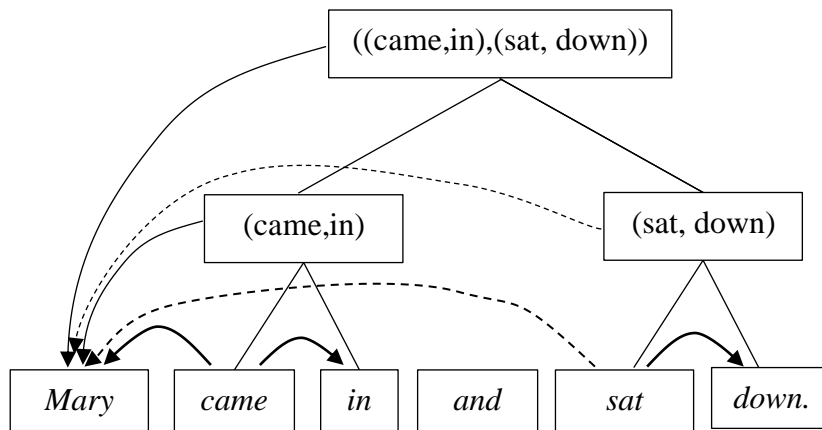 ((came,in),(sat, down))
(came,in) (sat, down)
Mary came in and sat down.